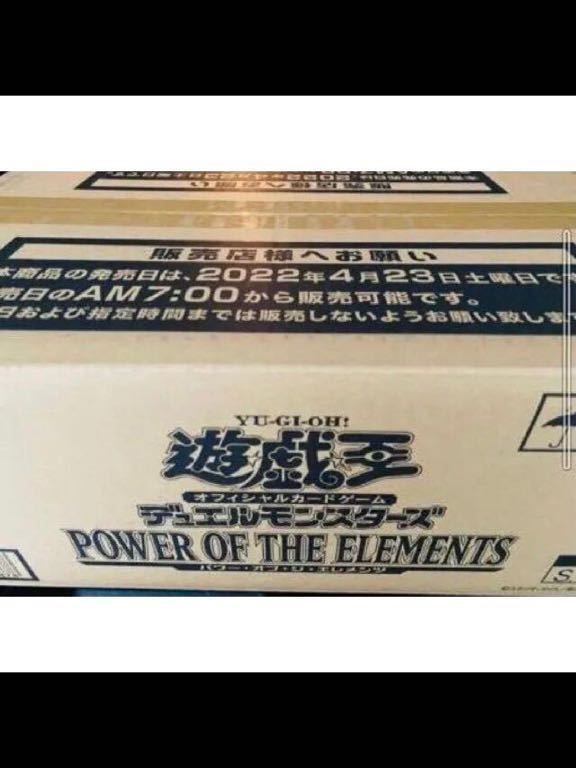 販売店様へお願い
本商品の発売日は、2022年4月23日土曜日で
売日のAM7:00から販売可能です。
日および指定時間までは販売しないようお願い致しま
YU-GI-OH!
遊☆戯☆王
オフィシャルカードゲーム
デュエルモンスターズ
POWER OF THE ELEMENTS
パワー・オブ・ジ・エレメンツ
S.